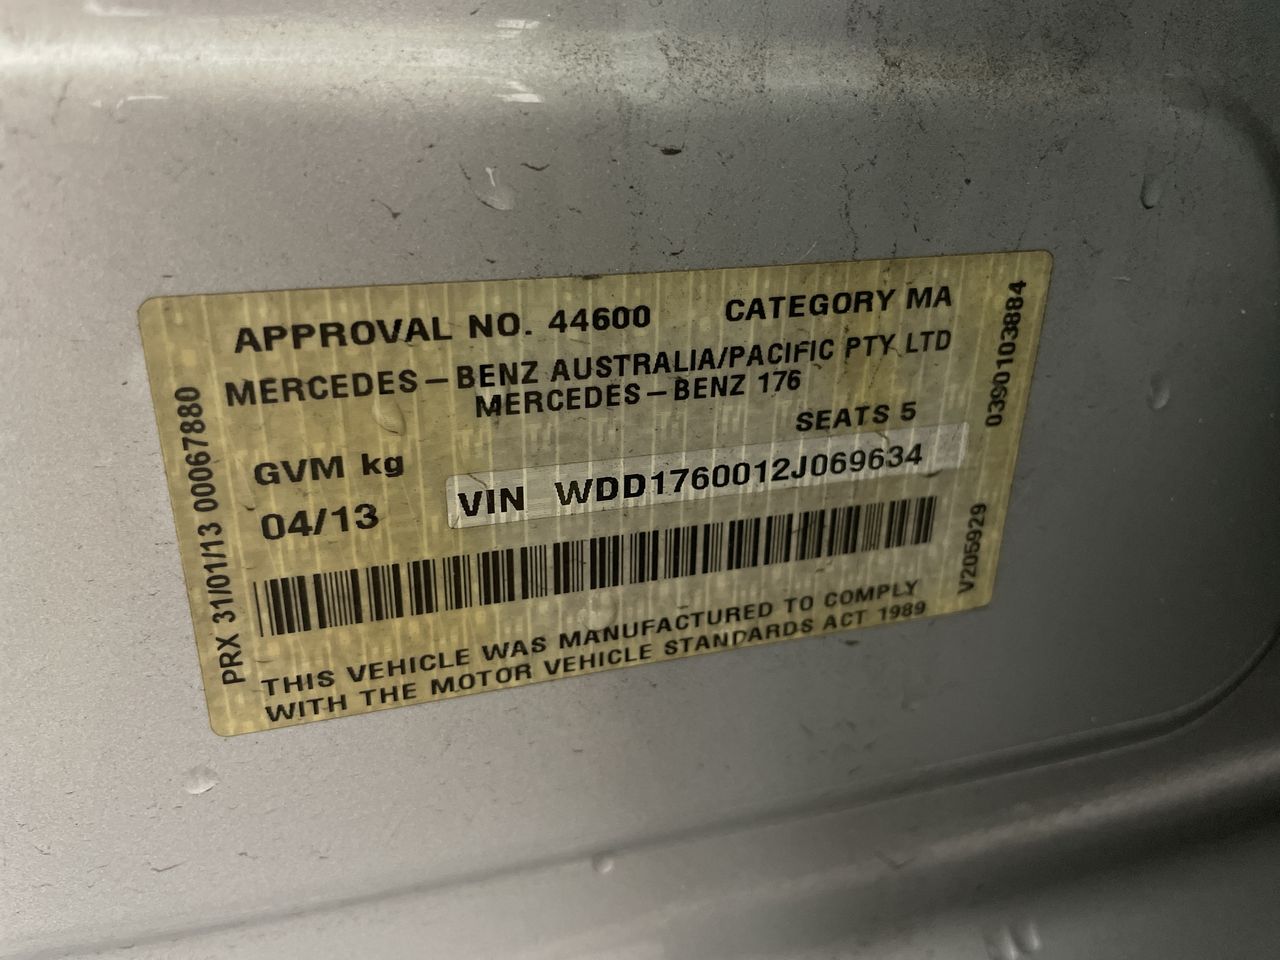 APPROVAL NO. 44600 CATEGORY MA
MERCEDES-BENZ AUSTRALIA/PACIFIC PTY LTD
MERCEDES-BENZ 176
SEATS 5
GVM kg
VIN WDD1760012J069634
04/13
THIS VEHICLE WAS MANUFACTURED TO COMPLY
WITH THE MOTOR VEHICLE STANDARDS ACT 1989
PRX 31/01/13 00067880
0390103884
V205929